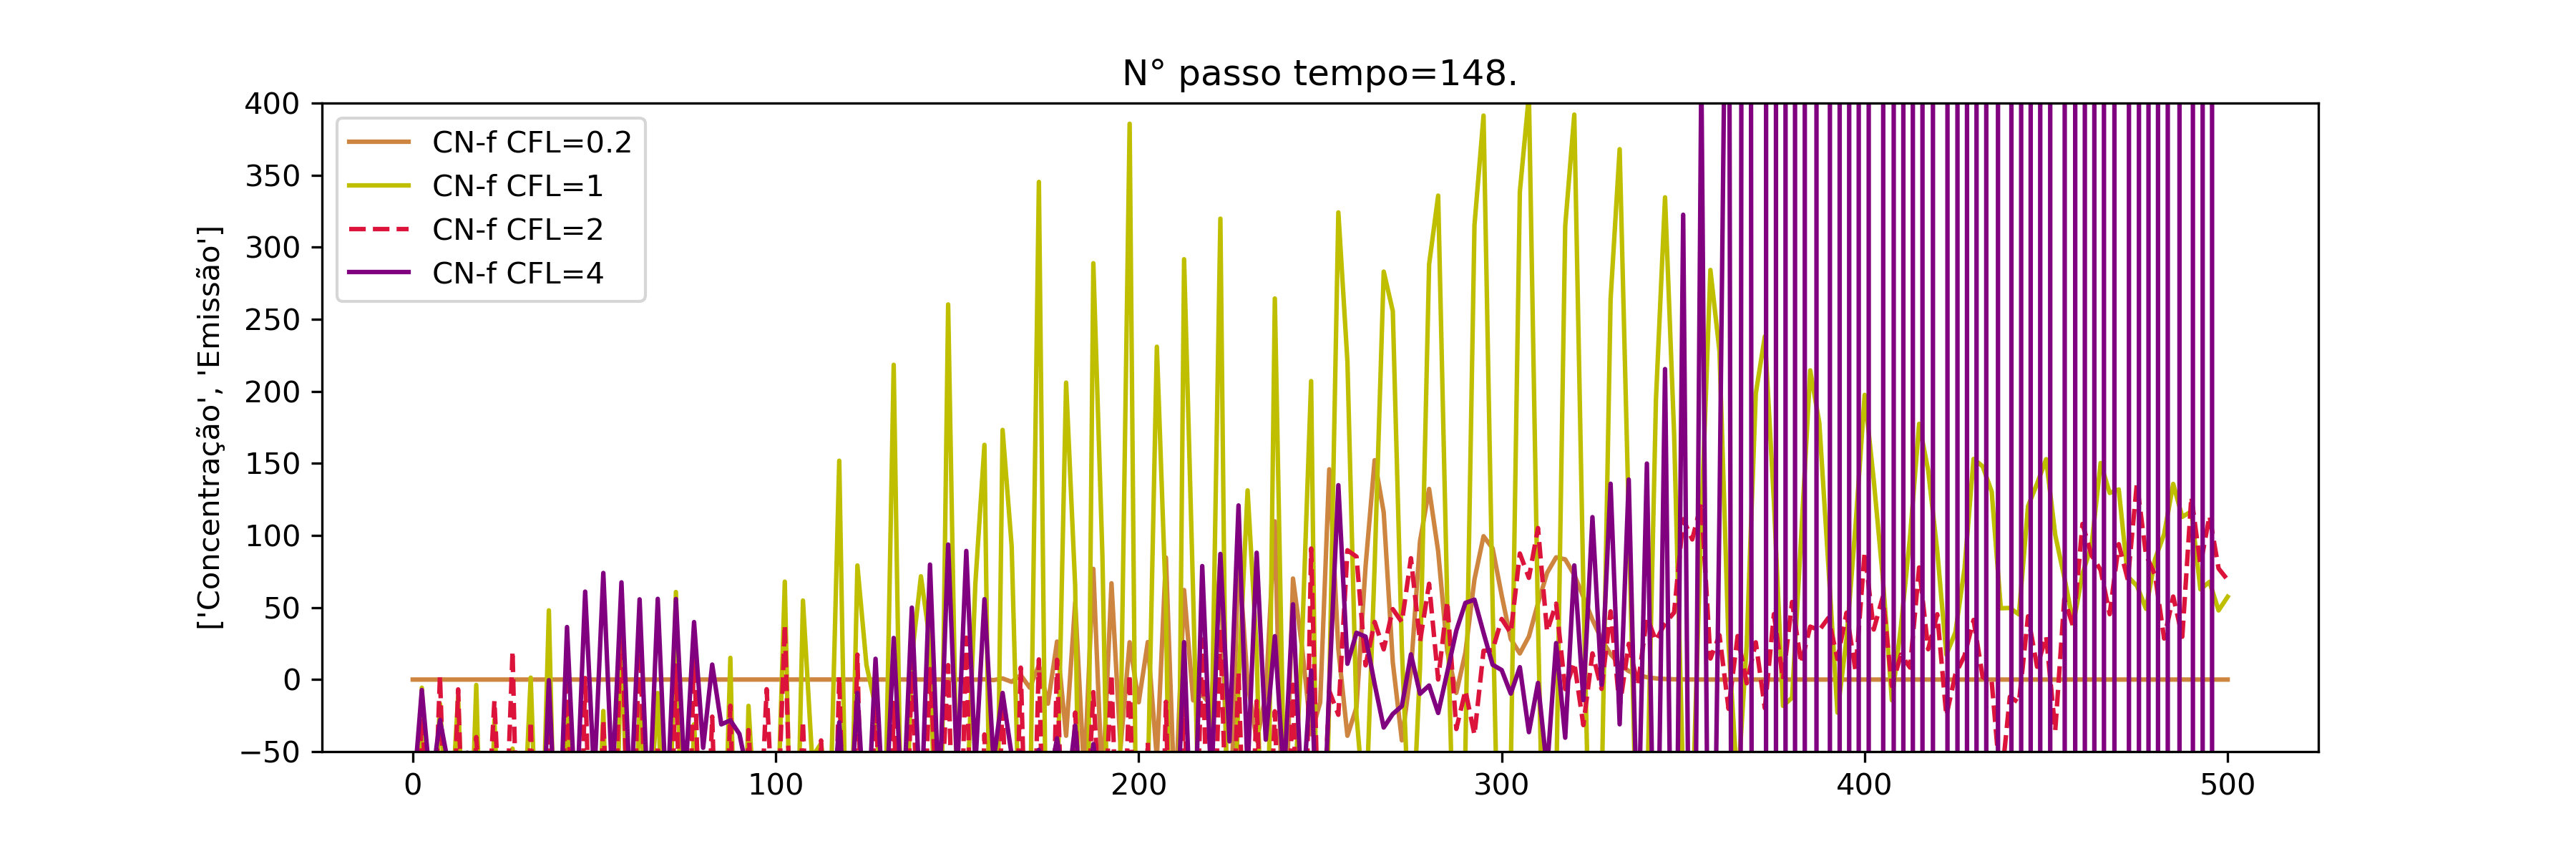 N° passo tempo=148.
['Concentração', 'Emissão']
400
350
300
250
200
150
100
50
0
−50
CN-f CFL=0.2
CN-f CFL=1
CN-f CFL=2
CN-f CFL=4
0 100 200 300 400 500